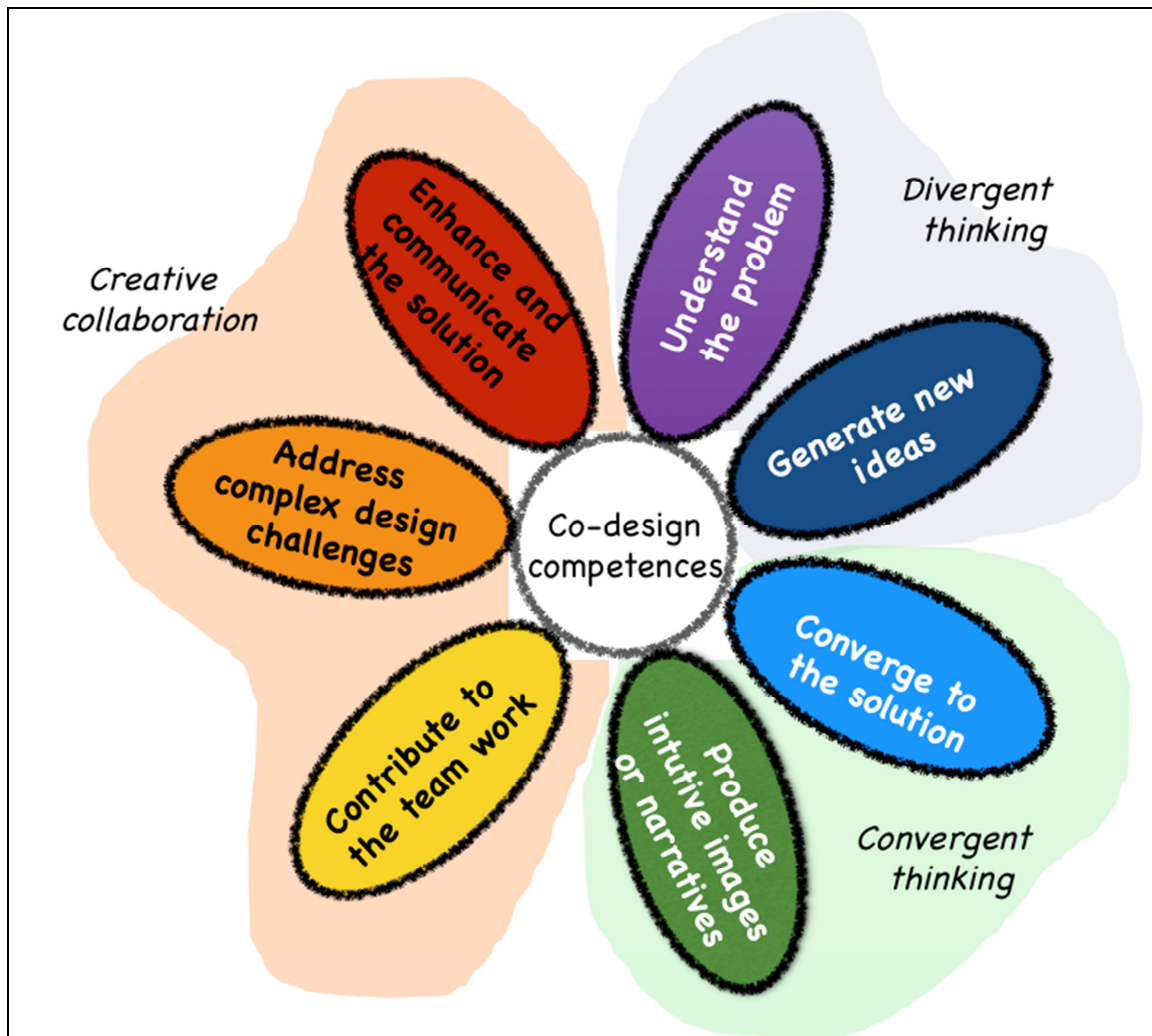 Creative
collaboration
Enhance and
communicate
the solution
Understand
the problem
Divergent
thinking
Generate new
ideas
Address
complex design
challenges
Co-design
competences
Converge to
the solution
Contribute to
the team work
Produce
intutive images
or narratives
Convergent
thinking